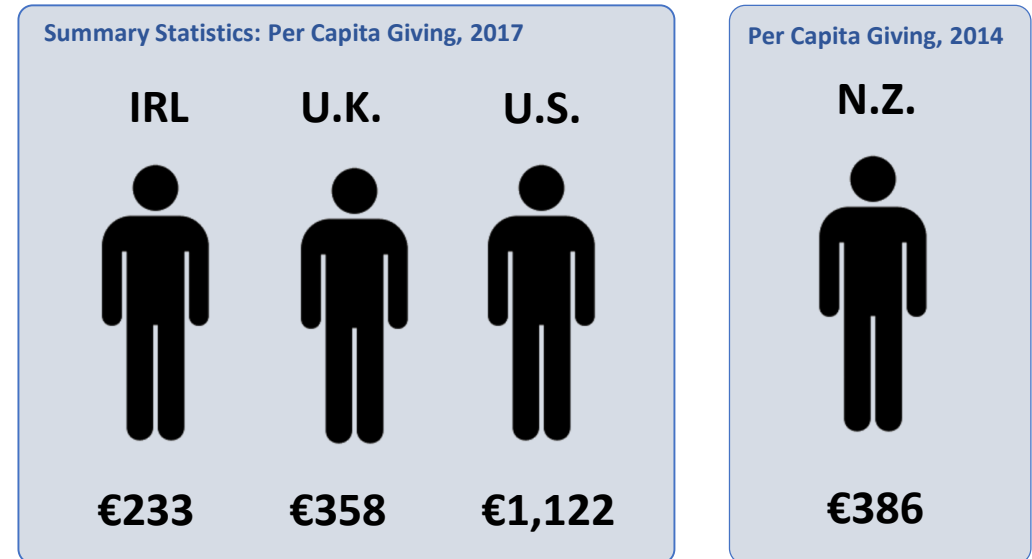 Summary Statistics: Per Capita Giving, 2017
IRL U.K. U.S.
€233 €358 €1,122
Per Capita Giving, 2014
N.Z.
€386